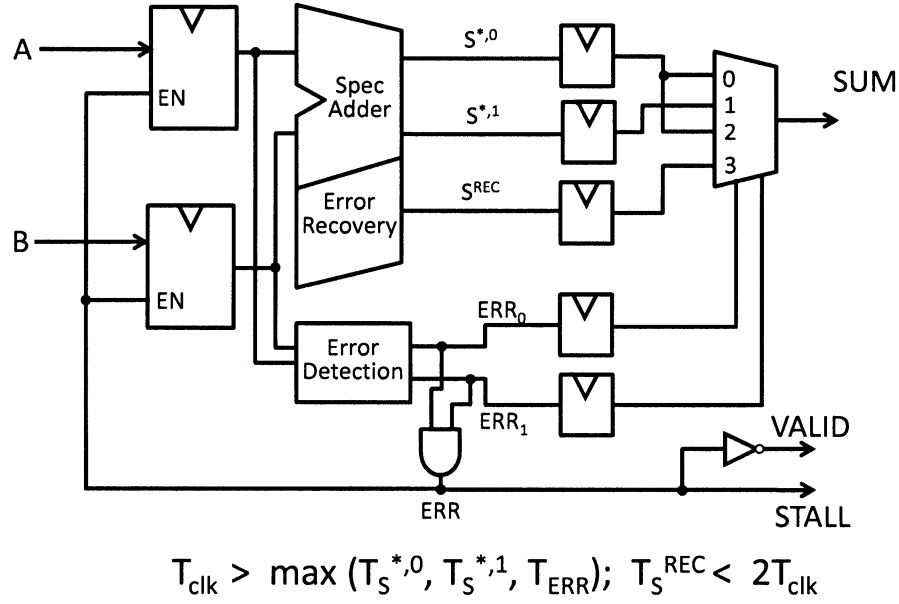 A
EN
B
EN
Spec
Adder
Error
Recovery
S*,0
S*,1
SREC
0
1
2
3
SUM
Error
Detection
ERR0
ERR1
ERR
VALID
STALL
Tclk > max (TS*,0, TS*,1, TERR); TSREC < 2Tclk